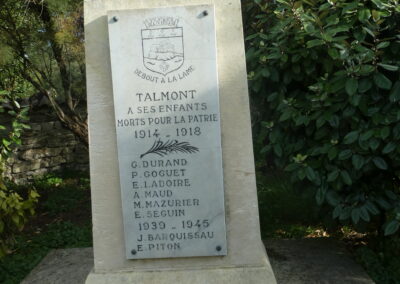 DEBOUT A LA LAME
TALMONT
A SES ENFANTS
MORTS POUR LA PATRIE
1914 - 1918
G. DURAND
P. GOGUET
E. LADOIRE
A. MAUD
M. MAZURIER
E. SEGUIN
1939 - 1945
J. BARQUISSAU
E. PITON